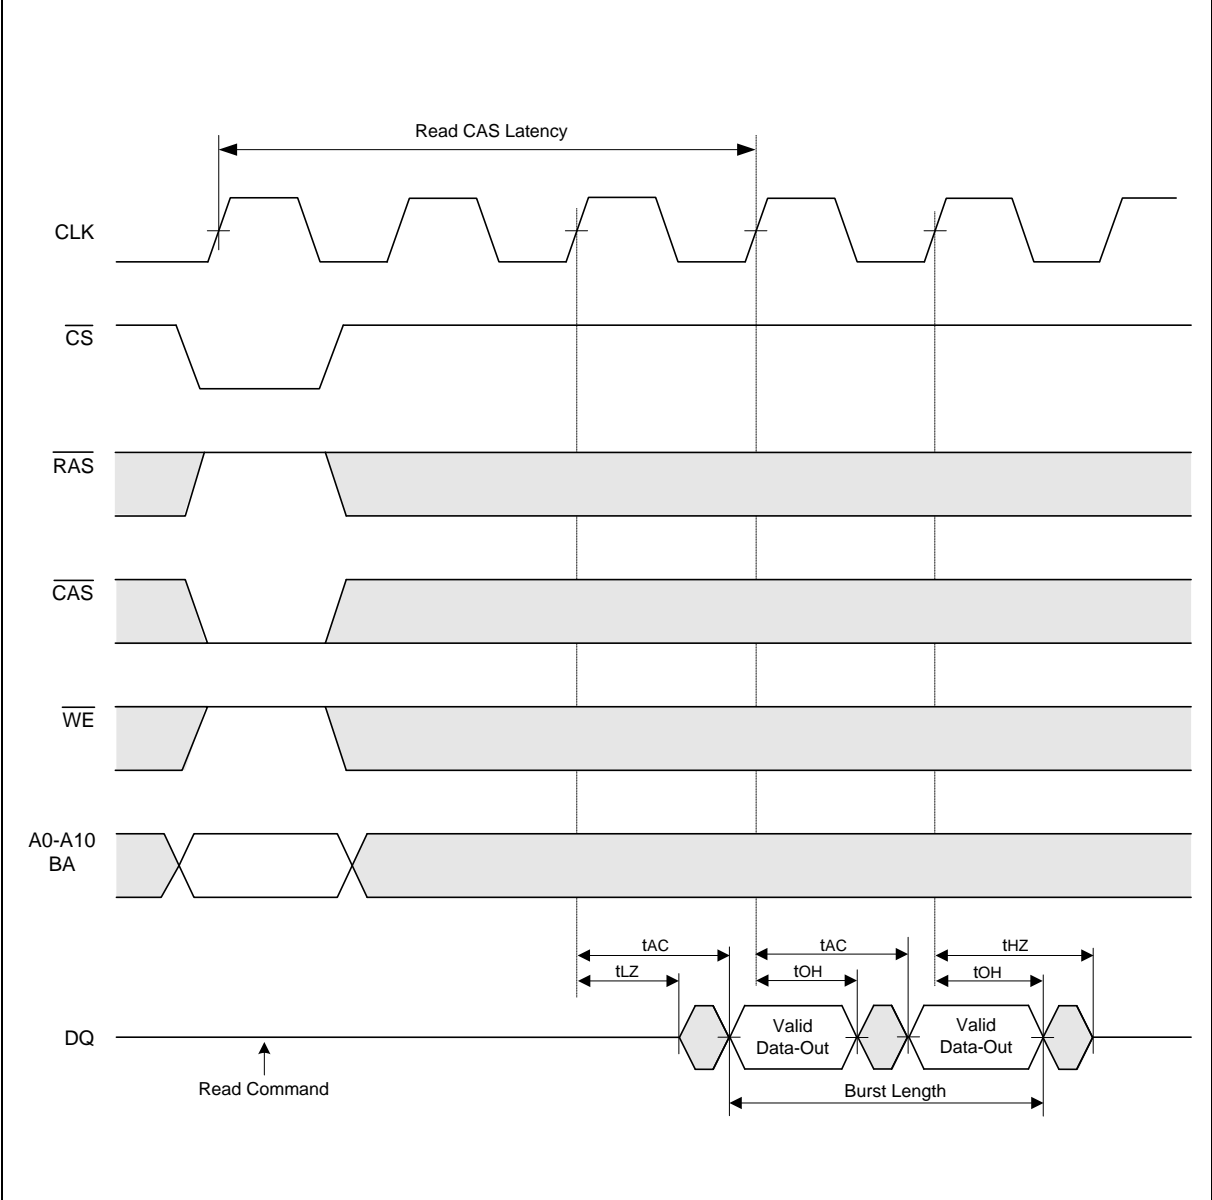 Read CAS Latency
CLK
CS
RAS
CAS
WE
A0-A10
BA
tAC
tAC
tHZ
tLZ
tOH
tOH
DQ
Valid
Data-Out
Valid
Data-Out
Read Command
Burst Length